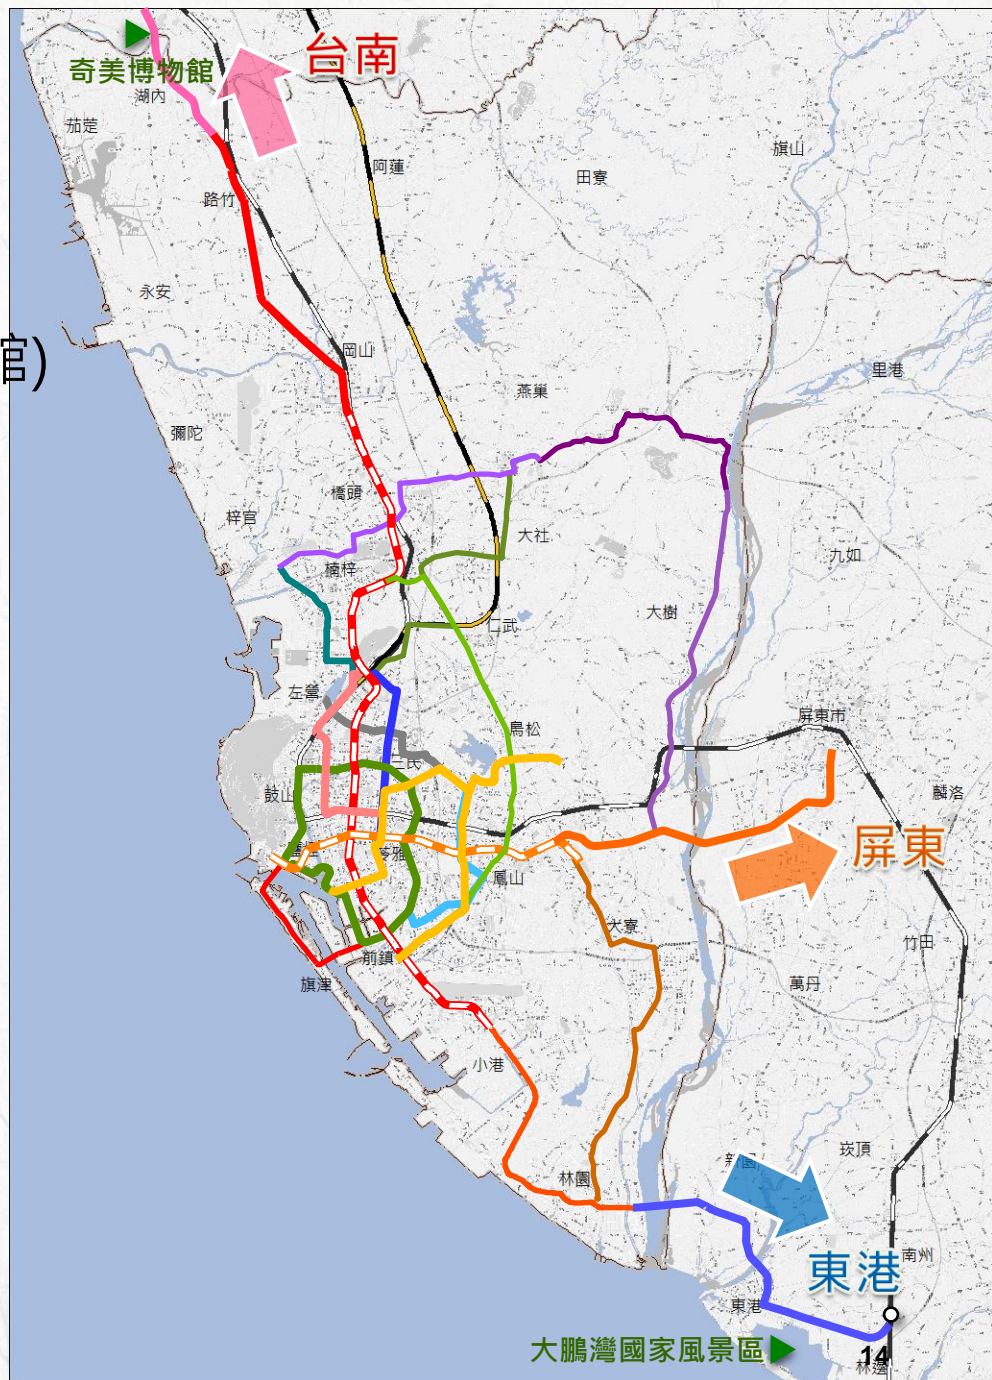 台南
奇美博物館
湖內
茄萣
阿蓮
旗山
田寮
路竹
永安
館)
岡山
里港
燕巢
彌陀
橋頭
梓官
大社
九如
楠梓
大樹
仁武
左營
屏東市
鳥松
三民
鼓山
麟洛
鹽埕
苓雅
屏東
鳳山
大寮
竹田
前鎮
萬丹
旗津
小港
崁頂
新園
林園
南州
東港
東港
大鵬灣國家風景區
14
林邊